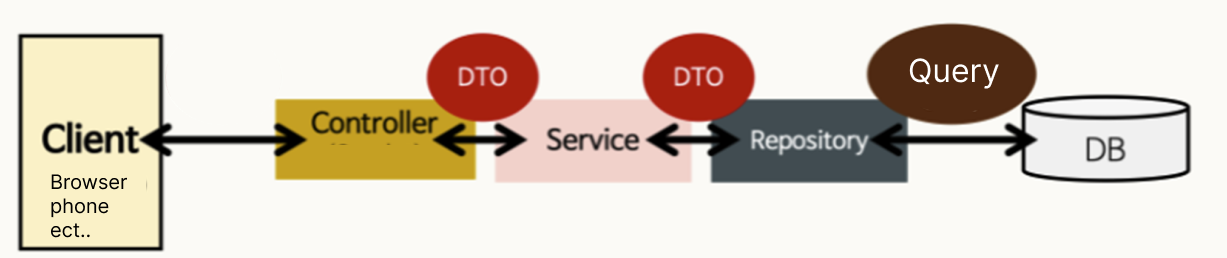 Client
Browser
phone
ect..
Controller
DTO
Service
DTO
Repository
Query
DB